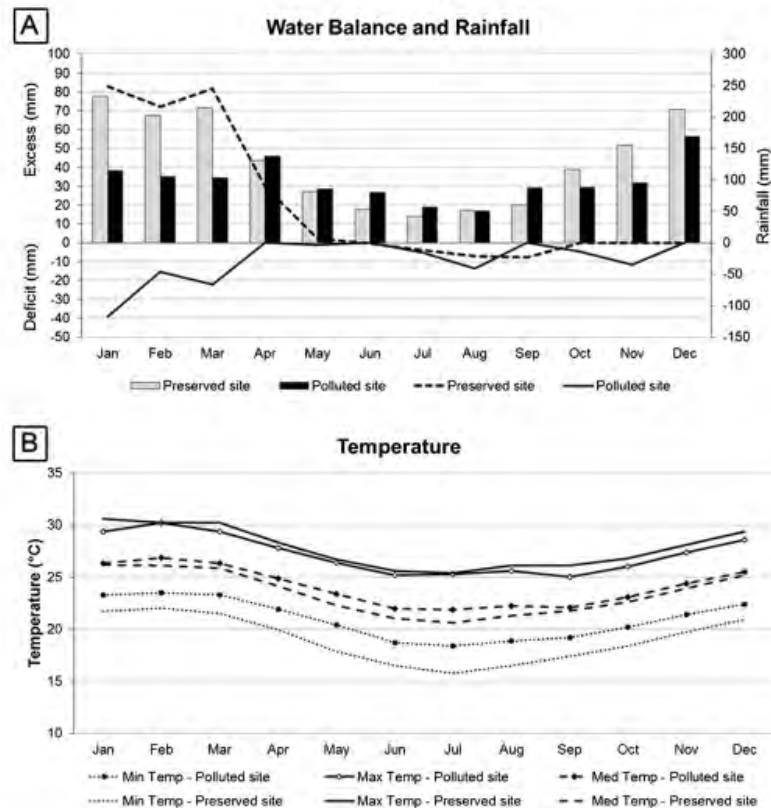 A
Water Balance and Rainfall
Excess (mm)
Deficit (mm)
100
90
80
70
60
50
40
30
20
10
0
-10
-20
-30
-40
-50
300
250
200
150
100
50
0
-50
-100
-150
Rainfall (mm)
Jan Feb Mar Apr May Jun Jul Aug Sep Oct Nov Dec
Preserved site Polluted site Preserved site Polluted site
B
Temperature
Temperature (°C)
35
30
25
20
15
10
Jan Feb Mar Apr May Jun Jul Aug Sep Oct Nov Dec
Min Temp - Polluted site Max Temp - Polluted site Med Temp - Polluted site
Min Temp - Preserved site Max Temp - Preserved site Med Temp - Preserved site